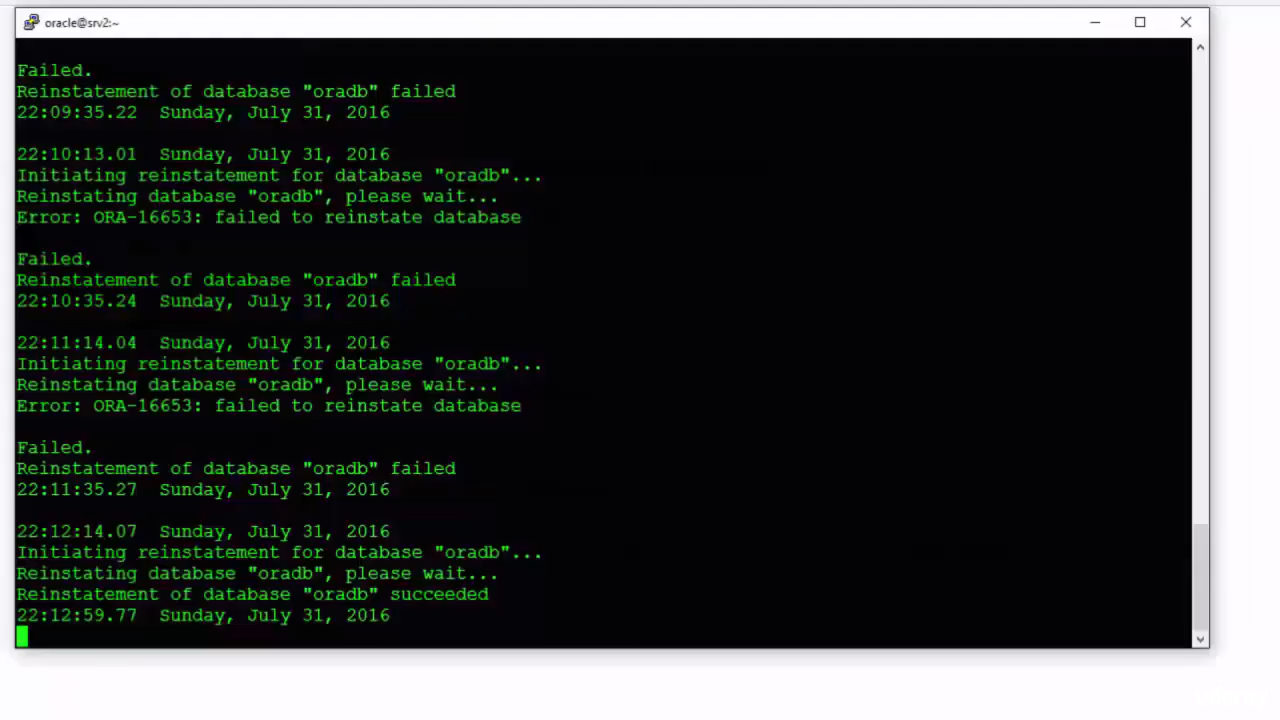 oracle@srv2:~
Failed.
Reinstatement of database "oradb" failed
22:09:35.22  Sunday, July 31, 2016
22:10:13.01  Sunday, July 31, 2016
Initiating reinstatement for database "oradb"...
Reinstating database "oradb", please wait...
Error: ORA-16653: failed to reinstate database
Failed.
Reinstatement of database "oradb" failed
22:10:35.24  Sunday, July 31, 2016
22:11:14.04  Sunday, July 31, 2016
Initiating reinstatement for database "oradb"...
Reinstating database "oradb", please wait...
Error: ORA-16653: failed to reinstate database
Failed.
Reinstatement of database "oradb" failed
22:11:35.27  Sunday, July 31, 2016
22:12:14.07  Sunday, July 31, 2016
Initiating reinstatement for database "oradb"...
Reinstating database "oradb", please wait...
Reinstatement of database "oradb" succeeded
22:12:59.77  Sunday, July 31, 2016